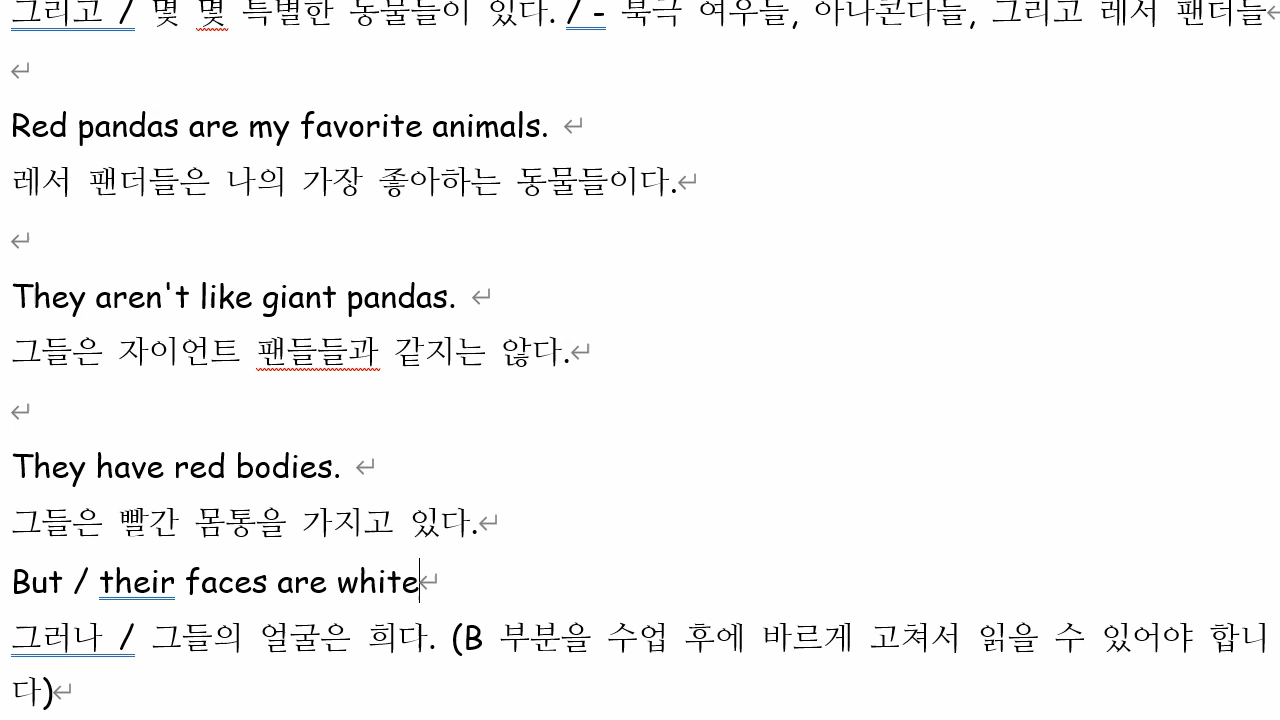 그리고 / 몇 몇 특별한 동물들이 있다. / - 북극 여우들, 아나콘다들, 그리고 레서 팬더들
Red pandas are my favorite animals.
레서 팬더들은 나의 가장 좋아하는 동물들이다.
They aren't like giant pandas.
그들은 자이언트 팬들들과 같지는 않다.
They have red bodies.
그들은 빨간 몸통을 가지고 있다.
But / their faces are white
그러나 / 그들의 얼굴은 희다. (B 부분을 수업 후에 바르게 고쳐서 읽을 수 있어야 합니
다)